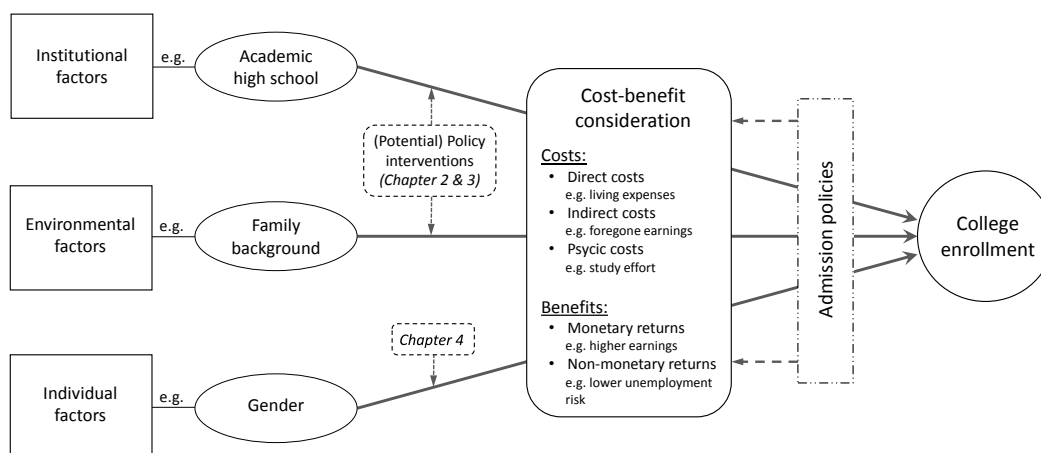 Institutional
factors
e.g.
Academic
high school
(Potential) Policy
interventions
(Chapter 2 & 3)
Environmental
factors
e.g.
Family
background
Chapter 4
Individual
factors
e.g.
Gender
Cost-benefit
consideration
Costs:
• Direct costs
e.g. living expenses
• Indirect costs
e.g. foregone earnings
• Psycic costs
e.g. study effort
Benefits:
• Monetary returns
e.g. higher earnings
• Non-monetary returns
e.g. lower unemployment
risk
Admission policies
College
enrollment